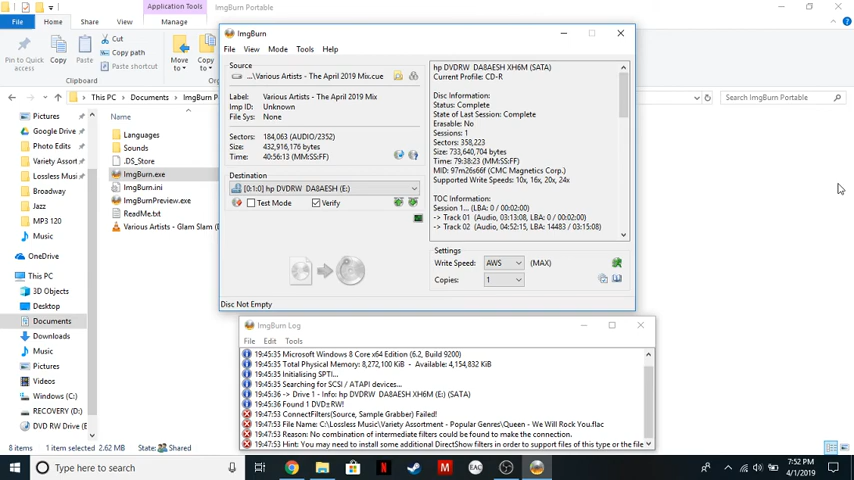 Application Tools
ImgBurn Portable
File
Home
Share
View
Manage
Pin to Quick access
Copy
Paste
Cut
Copy path
Paste shortcut
Move to
Copy to
Clipboard
This PC
Documents
ImgBurn P
Search ImgBurn Portable
Pictures
Google Drive
Photo Edits
Variety Assort
Lossless Musi
Broadway
Jazz
MP3 120
Music
OneDrive
This PC
3D Objects
Desktop
Documents
Downloads
Music
Pictures
Videos
Windows (C:)
RECOVERY (D:)
DVD RW Drive (
Name
Languages
Sounds
.DS_Store
ImgBurn.exe
ImgBurn.ini
ImgBurnPreview.exe
ReadMe.txt
Various Artists - Glam Slam (D
8 items
1 item selected 2.62 MB
State: Shared
ImgBurn
File View Mode Tools Help
Source
...\Various Artists - The April 2019 Mix.cue
Label: Various Artists - The April 2019 Mix
Imp ID: Unknown
File Sys: None
Sectors: 184,063 (AUDIO/2352)
Size: 432,916,176 bytes
Time: 40:56:13 (MM:SS:FF)
Destination
[0:1:0] hp DVDRW DA8AESH (E:)
Test Mode
Verify
Disc Not Empty
hp DVDRW DA8AESH XH6M (SATA)
Current Profile: CD-R
Disc Information:
Status: Complete
State of Last Session: Complete
Erasable: No
Sessions: 1
Sectors: 358,223
Size: 733,640,704 bytes
Time: 79:38:23 (MM:SS:FF)
MID: 97m26s66f (CMC Magnetics Corp.)
Supported Write Speeds: 10x, 16x, 20x, 24x
TOC Information:
Session 1... (LBA: 0 / 00:02:00)
-> Track 01 (Audio, 03:13:08, LBA: 0 / 00:02:00)
-> Track 02 (Audio, 04:52:15, LBA: 14483 / 03:15:08)
Settings
Write Speed: AWS (MAX)
Copies: 1
ImgBurn Log
File Edit Tools
19:45:35 Microsoft Windows 8 Core x64 Edition (6.2, Build 9200)
19:45:35 Total Physical Memory: 8,272,100 KiB - Available: 4,154,832 KiB
19:45:35 Initialising SPTI...
19:45:35 Searching for SCSI / ATAPI devices...
19:45:36 -> Drive 1 - Info: hp DVDRW DA8AESH XH6M (E:) (SATA)
19:45:36 Found 1 DVD±RW!
19:47:53 ConnectFilters(Source, Sample Grabber) Failed!
19:47:53 File Name: C:\Lossless Music\Variety Assortment - Popular Genres\Queen - We Will Rock You.flac
19:47:53 Reason: No combination of intermediate filters could be found to make the connection.
19:47:53 Hint: You may need to install some additional DirectShow filters in order to support files of this type or the file
Type here to search
N
M
EAC
7:52 PM
4/1/2019